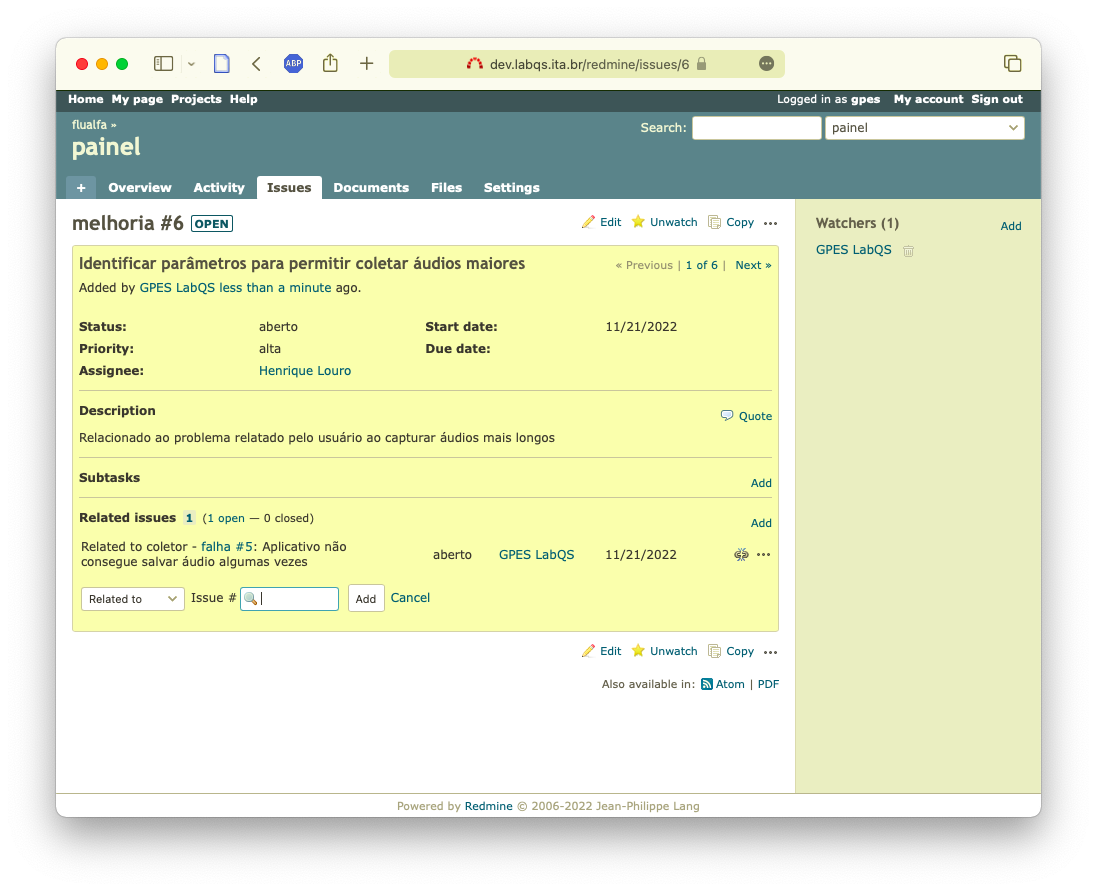 ABP
dev.labqs.ita.br/redmine/issues/6
Home My page Projects Help
Logged in as gpes My account Sign out
flualfa »
Search:
painel
painel
+ Overview Activity Issues Documents Files Settings
melhoria #6 OPEN
Edit Unwatch Copy
Identificar parâmetros para permitir coletar áudios maiores
« Previous | 1 of 6 | Next »
Added by GPES LabQS less than a minute ago.
Status: aberto Start date: 11/21/2022
Priority: alta Due date:
Assignee: Henrique Louro
Description
Quote
Relacionado ao problema relatado pelo usuário ao capturar áudios mais longos
Subtasks
Add
Related issues 1 (1 open — 0 closed)
Add
Related to coletor - falha #5: Aplicativo não
consegue salvar áudio algumas vezes
aberto GPES LabQS 11/21/2022
Related to Issue # Add Cancel
Edit Unwatch Copy
Also available in: Atom | PDF
Watchers (1)
Add
GPES LabQS
Powered by Redmine © 2006-2022 Jean-Philippe Lang